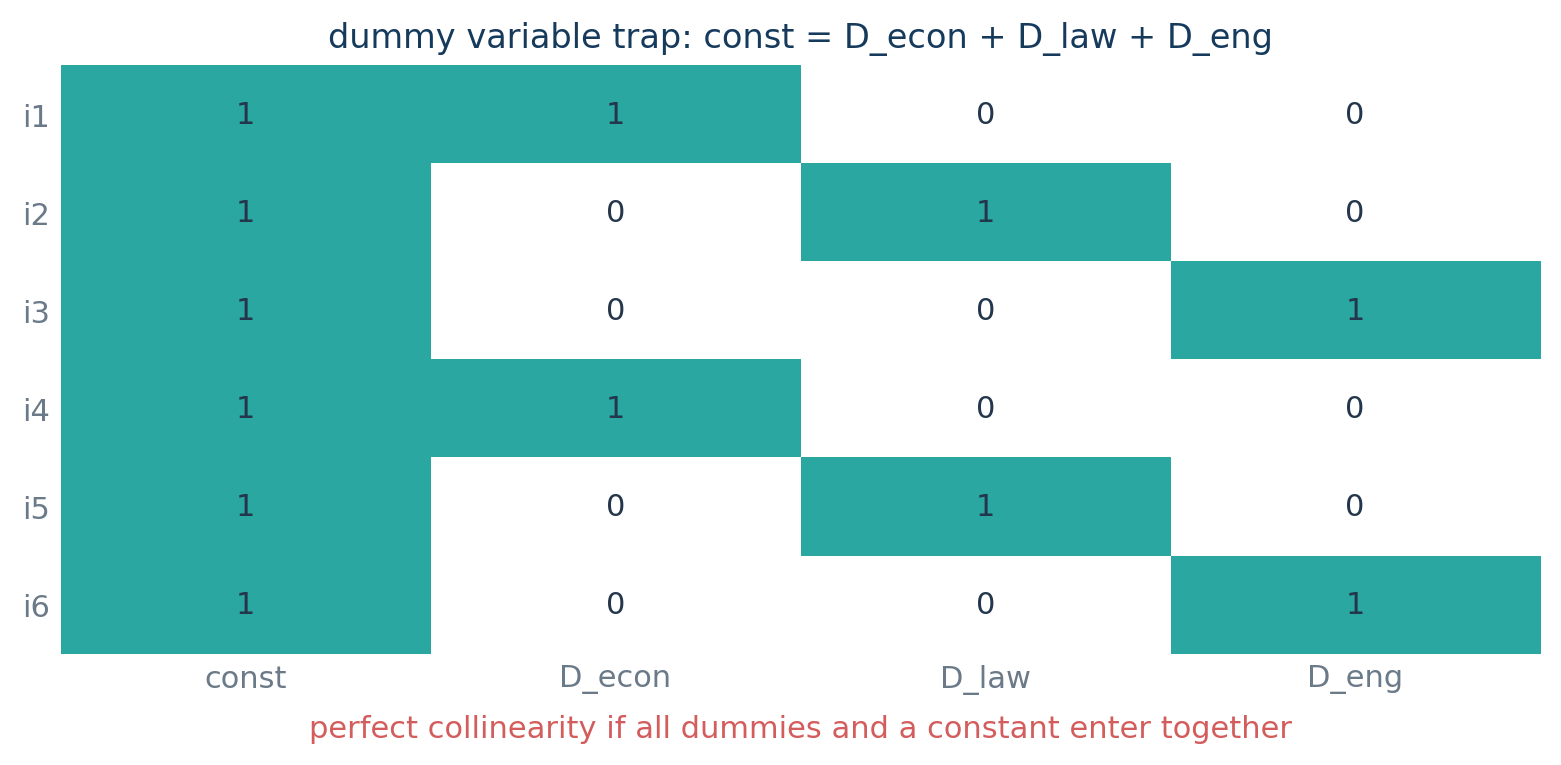 dummy variable trap: const = D_econ + D_law + D_eng
i1 1 1 0 0
i2 1 0 1 0
i3 1 0 0 1
i4 1 1 0 0
i5 1 0 1 0
i6 1 0 0 1
const D_econ D_law D_eng
perfect collinearity if all dummies and a constant enter together